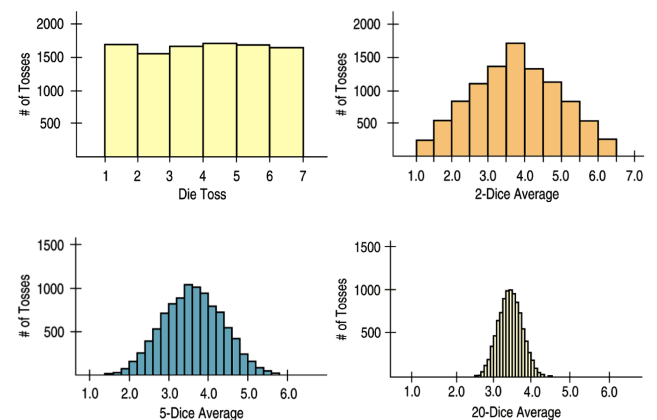 2000
1500
1000
500
# of Tosses
1 2 3 4 5 6 7
Die Toss
2000
1500
1000
500
# of Tosses
1.0 2.0 3.0 4.0 5.0 6.0 7.0
2-Dice Average
1500
1000
500
# of Tosses
1.0 2.0 3.0 4.0 5.0 6.0
5-Dice Average
1500
1000
500
# of Tosses
1.0 2.0 3.0 4.0 5.0 6.0
20-Dice Average